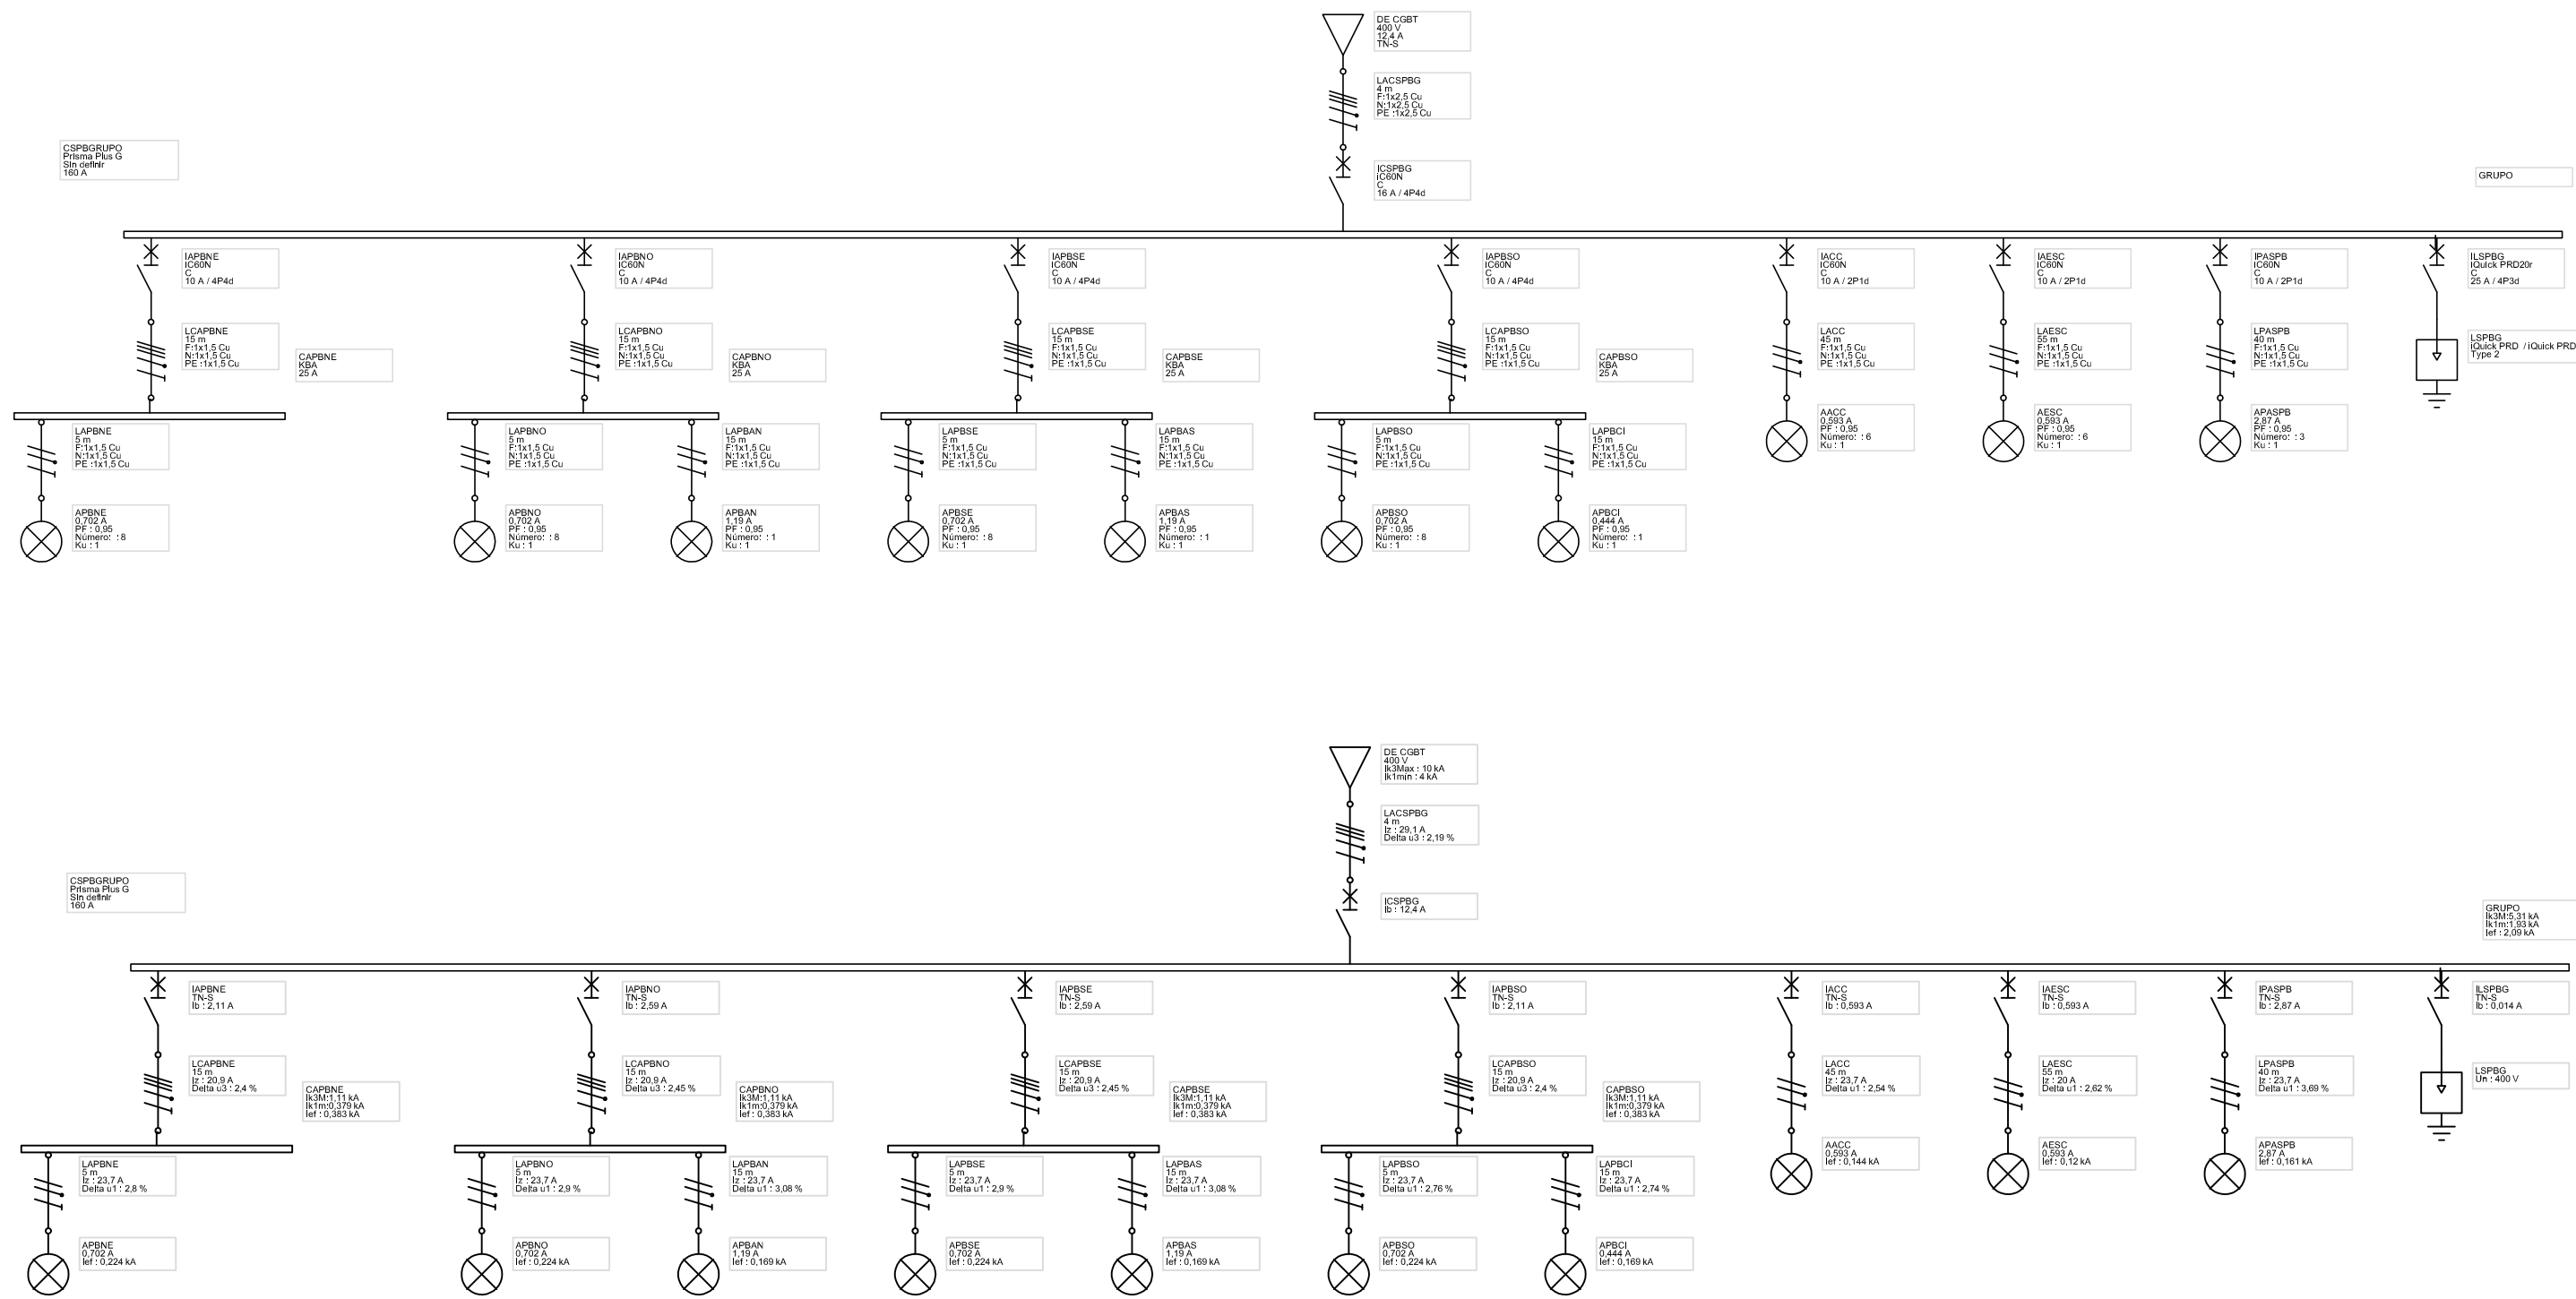 DE CGBT
400 V
12,4 A
TN-S
LACSPBG
4 m
F:1x2,5 Cu
N:1x2,5 Cu
PE :1x2,5 Cu
CSPBGRUPO
Prisma Plus G
Sin definir
160 A
ICSPBG
iC60N
C
16 A / 4P4d
GRUPO
IAPBNE
iC60N
C
10 A / 4P4d
IAPBNO
iC60N
C
10 A / 4P4d
IAPBSE
iC60N
C
10 A / 4P4d
IAPBSO
iC60N
C
10 A / 4P4d
IACC
iC60N
C
10 A / 2P1d
IAESC
iC60N
C
10 A / 2P1d
IPASPB
iC60N
C
10 A / 2P1d
ILSPBG
iQuick PRD20r
C
25 A / 4P3d
LCAPBNE
15 m
F:1x1,5 Cu
N:1x1,5 Cu
PE :1x1,5 Cu
CAPBNE
KBA
25 A
LCAPBNO
15 m
F:1x1,5 Cu
N:1x1,5 Cu
PE :1x1,5 Cu
CAPBNO
KBA
25 A
LCAPBSE
15 m
F:1x1,5 Cu
N:1x1,5 Cu
PE :1x1,5 Cu
CAPBSE
KBA
25 A
LCAPBSO
15 m
F:1x1,5 Cu
N:1x1,5 Cu
PE :1x1,5 Cu
CAPBSO
KBA
25 A
LACC
45 m
F:1x1,5 Cu
N:1x1,5 Cu
PE :1x1,5 Cu
LAESC
55 m
F:1x1,5 Cu
N:1x1,5 Cu
PE :1x1,5 Cu
LPASPB
40 m
F:1x1,5 Cu
N:1x1,5 Cu
PE :1x1,5 Cu
LSPBG
iQuick PRD / iQuick PRD
Type 2
LAPBNE
5 m
F:1x1,5 Cu
N:1x1,5 Cu
PE :1x1,5 Cu
LAPBNO
5 m
F:1x1,5 Cu
N:1x1,5 Cu
PE :1x1,5 Cu
LAPBAN
15 m
F:1x1,5 Cu
N:1x1,5 Cu
PE :1x1,5 Cu
LAPBSE
5 m
F:1x1,5 Cu
N:1x1,5 Cu
PE :1x1,5 Cu
LAPBAS
15 m
F:1x1,5 Cu
N:1x1,5 Cu
PE :1x1,5 Cu
LAPBSO
5 m
F:1x1,5 Cu
N:1x1,5 Cu
PE :1x1,5 Cu
LAPBCI
15 m
F:1x1,5 Cu
N:1x1,5 Cu
PE :1x1,5 Cu
AACC
0,593 A
PF : 0,95
Número: : 6
Ku : 1
AESC
0,593 A
PF : 0,95
Número: : 6
Ku : 1
APASPB
2,87 A
PF : 0,95
Número: : 3
Ku : 1
APBNE
0,702 A
PF : 0,95
Número: : 8
Ku : 1
APBNO
0,702 A
PF : 0,95
Número: : 8
Ku : 1
APBAN
1,19 A
PF : 0,95
Número: : 1
Ku : 1
APBSE
0,702 A
PF : 0,95
Número: : 8
Ku : 1
APBAS
1,19 A
PF : 0,95
Número: : 1
Ku : 1
APBSO
0,702 A
PF : 0,95
Número: : 8
Ku : 1
APBCI
0,444 A
PF : 0,95
Número: : 1
Ku : 1
DE CGBT
400 V
Ik3Max : 10 kA
Ik1min : 4 kA
LACSPBG
4 m
Iz : 29,1 A
Delta u3 : 2,19 %
CSPBGRUPO
Prisma Plus G
Sin definir
160 A
ICSPBG
Ib : 12,4 A
GRUPO
Ik3M:5,31 kA
Ik1m:1,93 kA
Ief : 2,09 kA
IAPBNE
TN-S
Ib : 2,11 A
IAPBNO
TN-S
Ib : 2,59 A
IAPBSE
TN-S
Ib : 2,59 A
IAPBSO
TN-S
Ib : 2,11 A
IACC
TN-S
Ib : 0,593 A
IAESC
TN-S
Ib : 0,593 A
IPASPB
TN-S
Ib : 2,87 A
ILSPBG
TN-S
Ib : 0,014 A
LCAPBNE
15 m
Iz : 20,9 A
Delta u3 : 2,4 %
CAPBNE
Ik3M:1,11 kA
Ik1m:0,379 kA
Ief : 0,383 kA
LCAPBNO
15 m
Iz : 20,9 A
Delta u3 : 2,45 %
CAPBNO
Ik3M:1,11 kA
Ik1m:0,379 kA
Ief : 0,383 kA
LCAPBSE
15 m
Iz : 20,9 A
Delta u3 : 2,45 %
CAPBSE
Ik3M:1,11 kA
Ik1m:0,379 kA
Ief : 0,383 kA
LCAPBSO
15 m
Iz : 20,9 A
Delta u3 : 2,4 %
CAPBSO
Ik3M:1,11 kA
Ik1m:0,379 kA
Ief : 0,383 kA
LACC
45 m
Iz : 23,7 A
Delta u1 : 2,54 %
LAESC
55 m
Iz : 20 A
Delta u1 : 2,62 %
LPASPB
40 m
Iz : 23,7 A
Delta u1 : 3,69 %
LSPBG
Un : 400 V
LAPBNE
5 m
Iz : 23,7 A
Delta u1 : 2,8 %
LAPBNO
5 m
Iz : 23,7 A
Delta u1 : 2,9 %
LAPBAN
15 m
Iz : 23,7 A
Delta u1 : 3,08 %
LAPBSE
5 m
Iz : 23,7 A
Delta u1 : 2,9 %
LAPBAS
15 m
Iz : 23,7 A
Delta u1 : 3,08 %
LAPBSO
5 m
Iz : 23,7 A
Delta u1 : 2,76 %
LAPBCI
15 m
Iz : 23,7 A
Delta u1 : 2,74 %
AACC
0,593 A
Ief : 0,144 kA
AESC
0,593 A
Ief : 0,12 kA
APASPB
2,87 A
Ief : 0,161 kA
APBNE
0,702 A
Ief : 0,224 kA
APBNO
0,702 A
Ief : 0,224 kA
APBAN
1,19 A
Ief : 0,169 kA
APBSE
0,702 A
Ief : 0,224 kA
APBAS
1,19 A
Ief : 0,169 kA
APBSO
0,702 A
Ief : 0,224 kA
APBCI
0,444 A
Ief : 0,169 kA